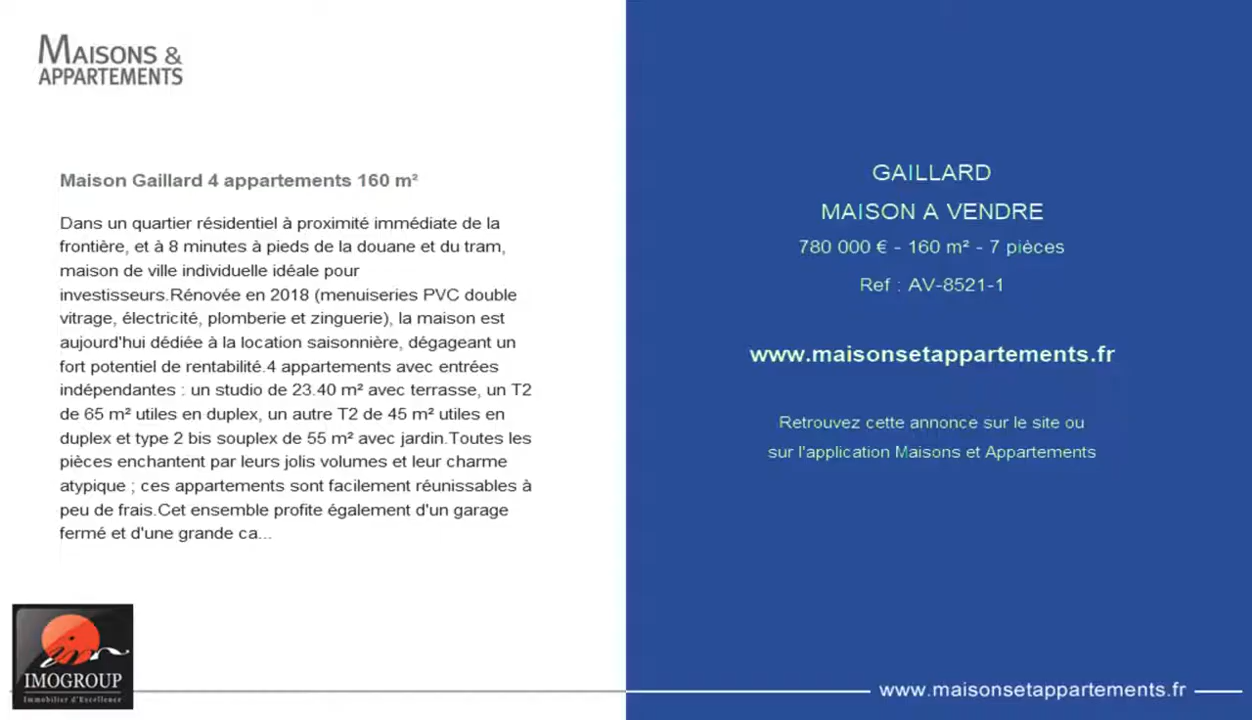 MAISONS &
APPARTEMENTS
Maison Gaillard 4 appartements 160 m²
Dans un quartier résidentiel à proximité immédiate de la
frontière, et à 8 minutes à pieds de la douane et du tram,
maison de ville individuelle idéale pour
investisseurs.Rénovée en 2018 (menuiseries PVC double
vitrage, électricité, plomberie et zinguerie), la maison est
aujourd'hui dédiée à la location saisonnière, dégageant un
fort potentiel de rentabilité.4 appartements avec entrées
indépendantes : un studio de 23.40 m² avec terrasse, un T2
de 65 m² utiles en duplex, un autre T2 de 45 m² utiles en
duplex et type 2 bis souplex de 55 m² avec jardin.Toutes les
pièces enchantent par leurs jolis volumes et leur charme
atypique ; ces appartements sont facilement réunissables à
peu de frais.Cet ensemble profite également d'un garage
fermé et d'une grande ca...
IMOGROUP
Immobilier d'Excellence
GAILLARD
MAISON A VENDRE
780 000 € - 160 m² - 7 pièces
Ref : AV-8521-1
www.maisonsetappartements.fr
Retrouvez cette annonce sur le site ou
sur l'application Maisons et Appartements
www.maisonsetappartements.fr